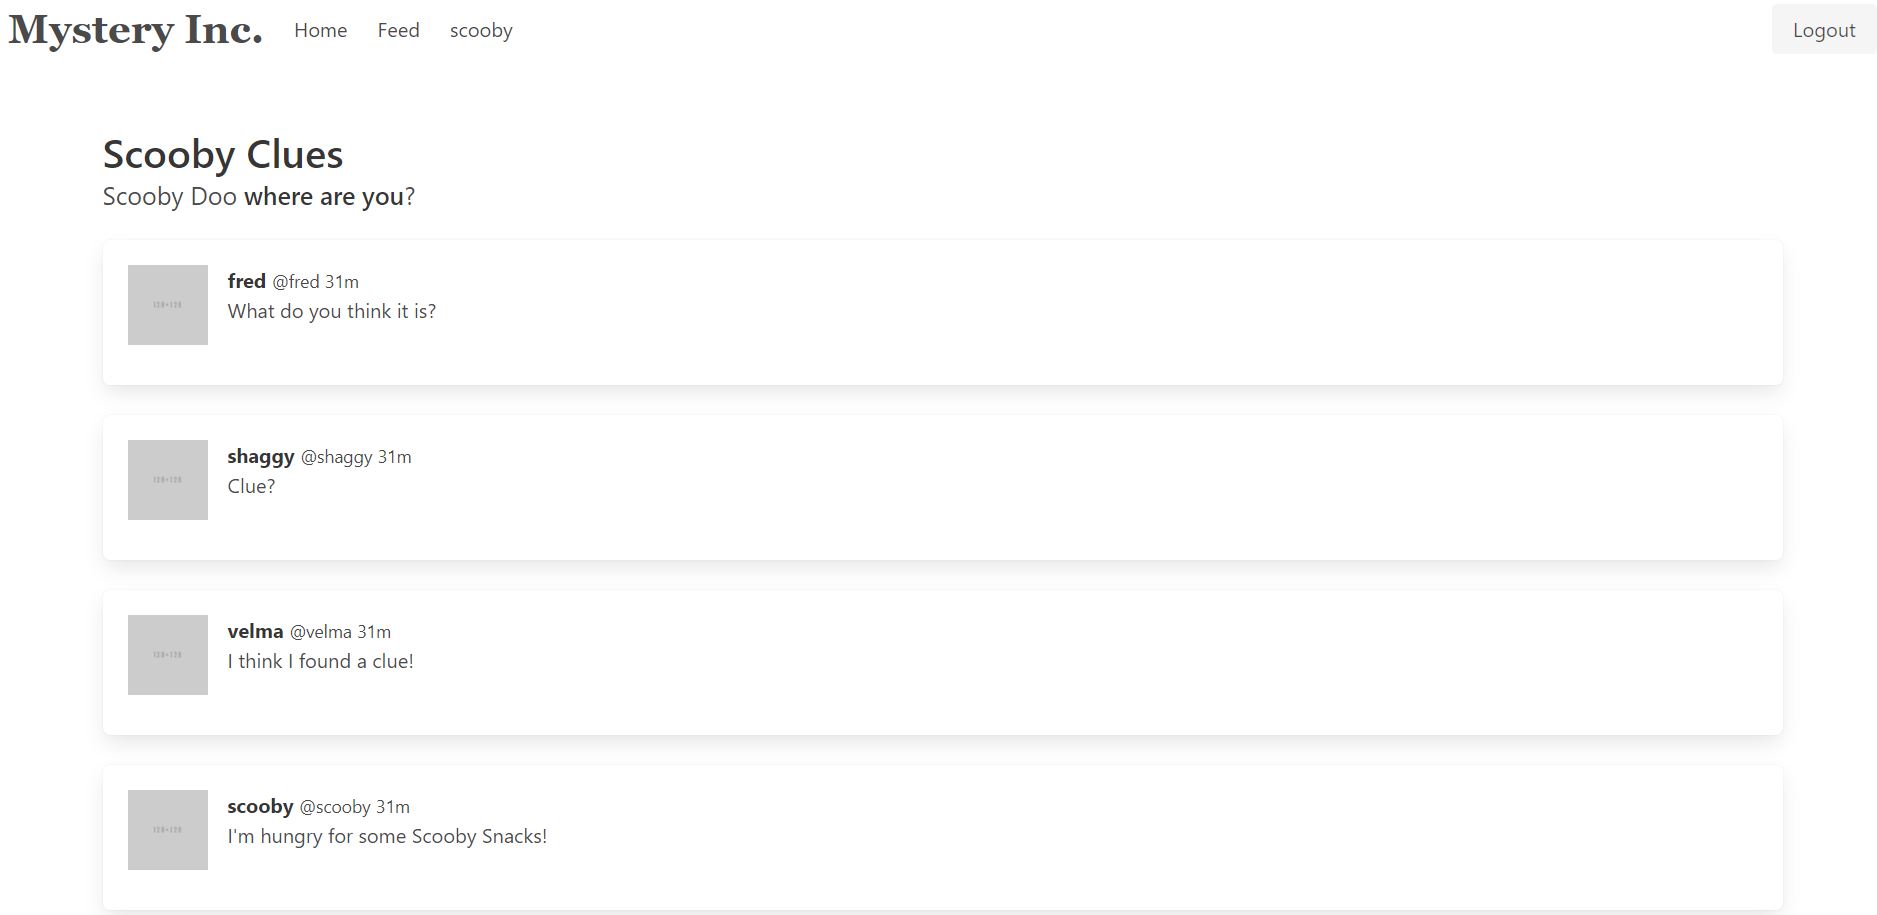 Mystery Inc. Home Feed scooby Logout
Scooby Clues
Scooby Doo where are you?
128×128
fred @fred 31m
What do you think it is?
128×128
shaggy @shaggy 31m
Clue?
128×128
velma @velma 31m
I think I found a clue!
128×128
scooby @scooby 31m
I'm hungry for some Scooby Snacks!